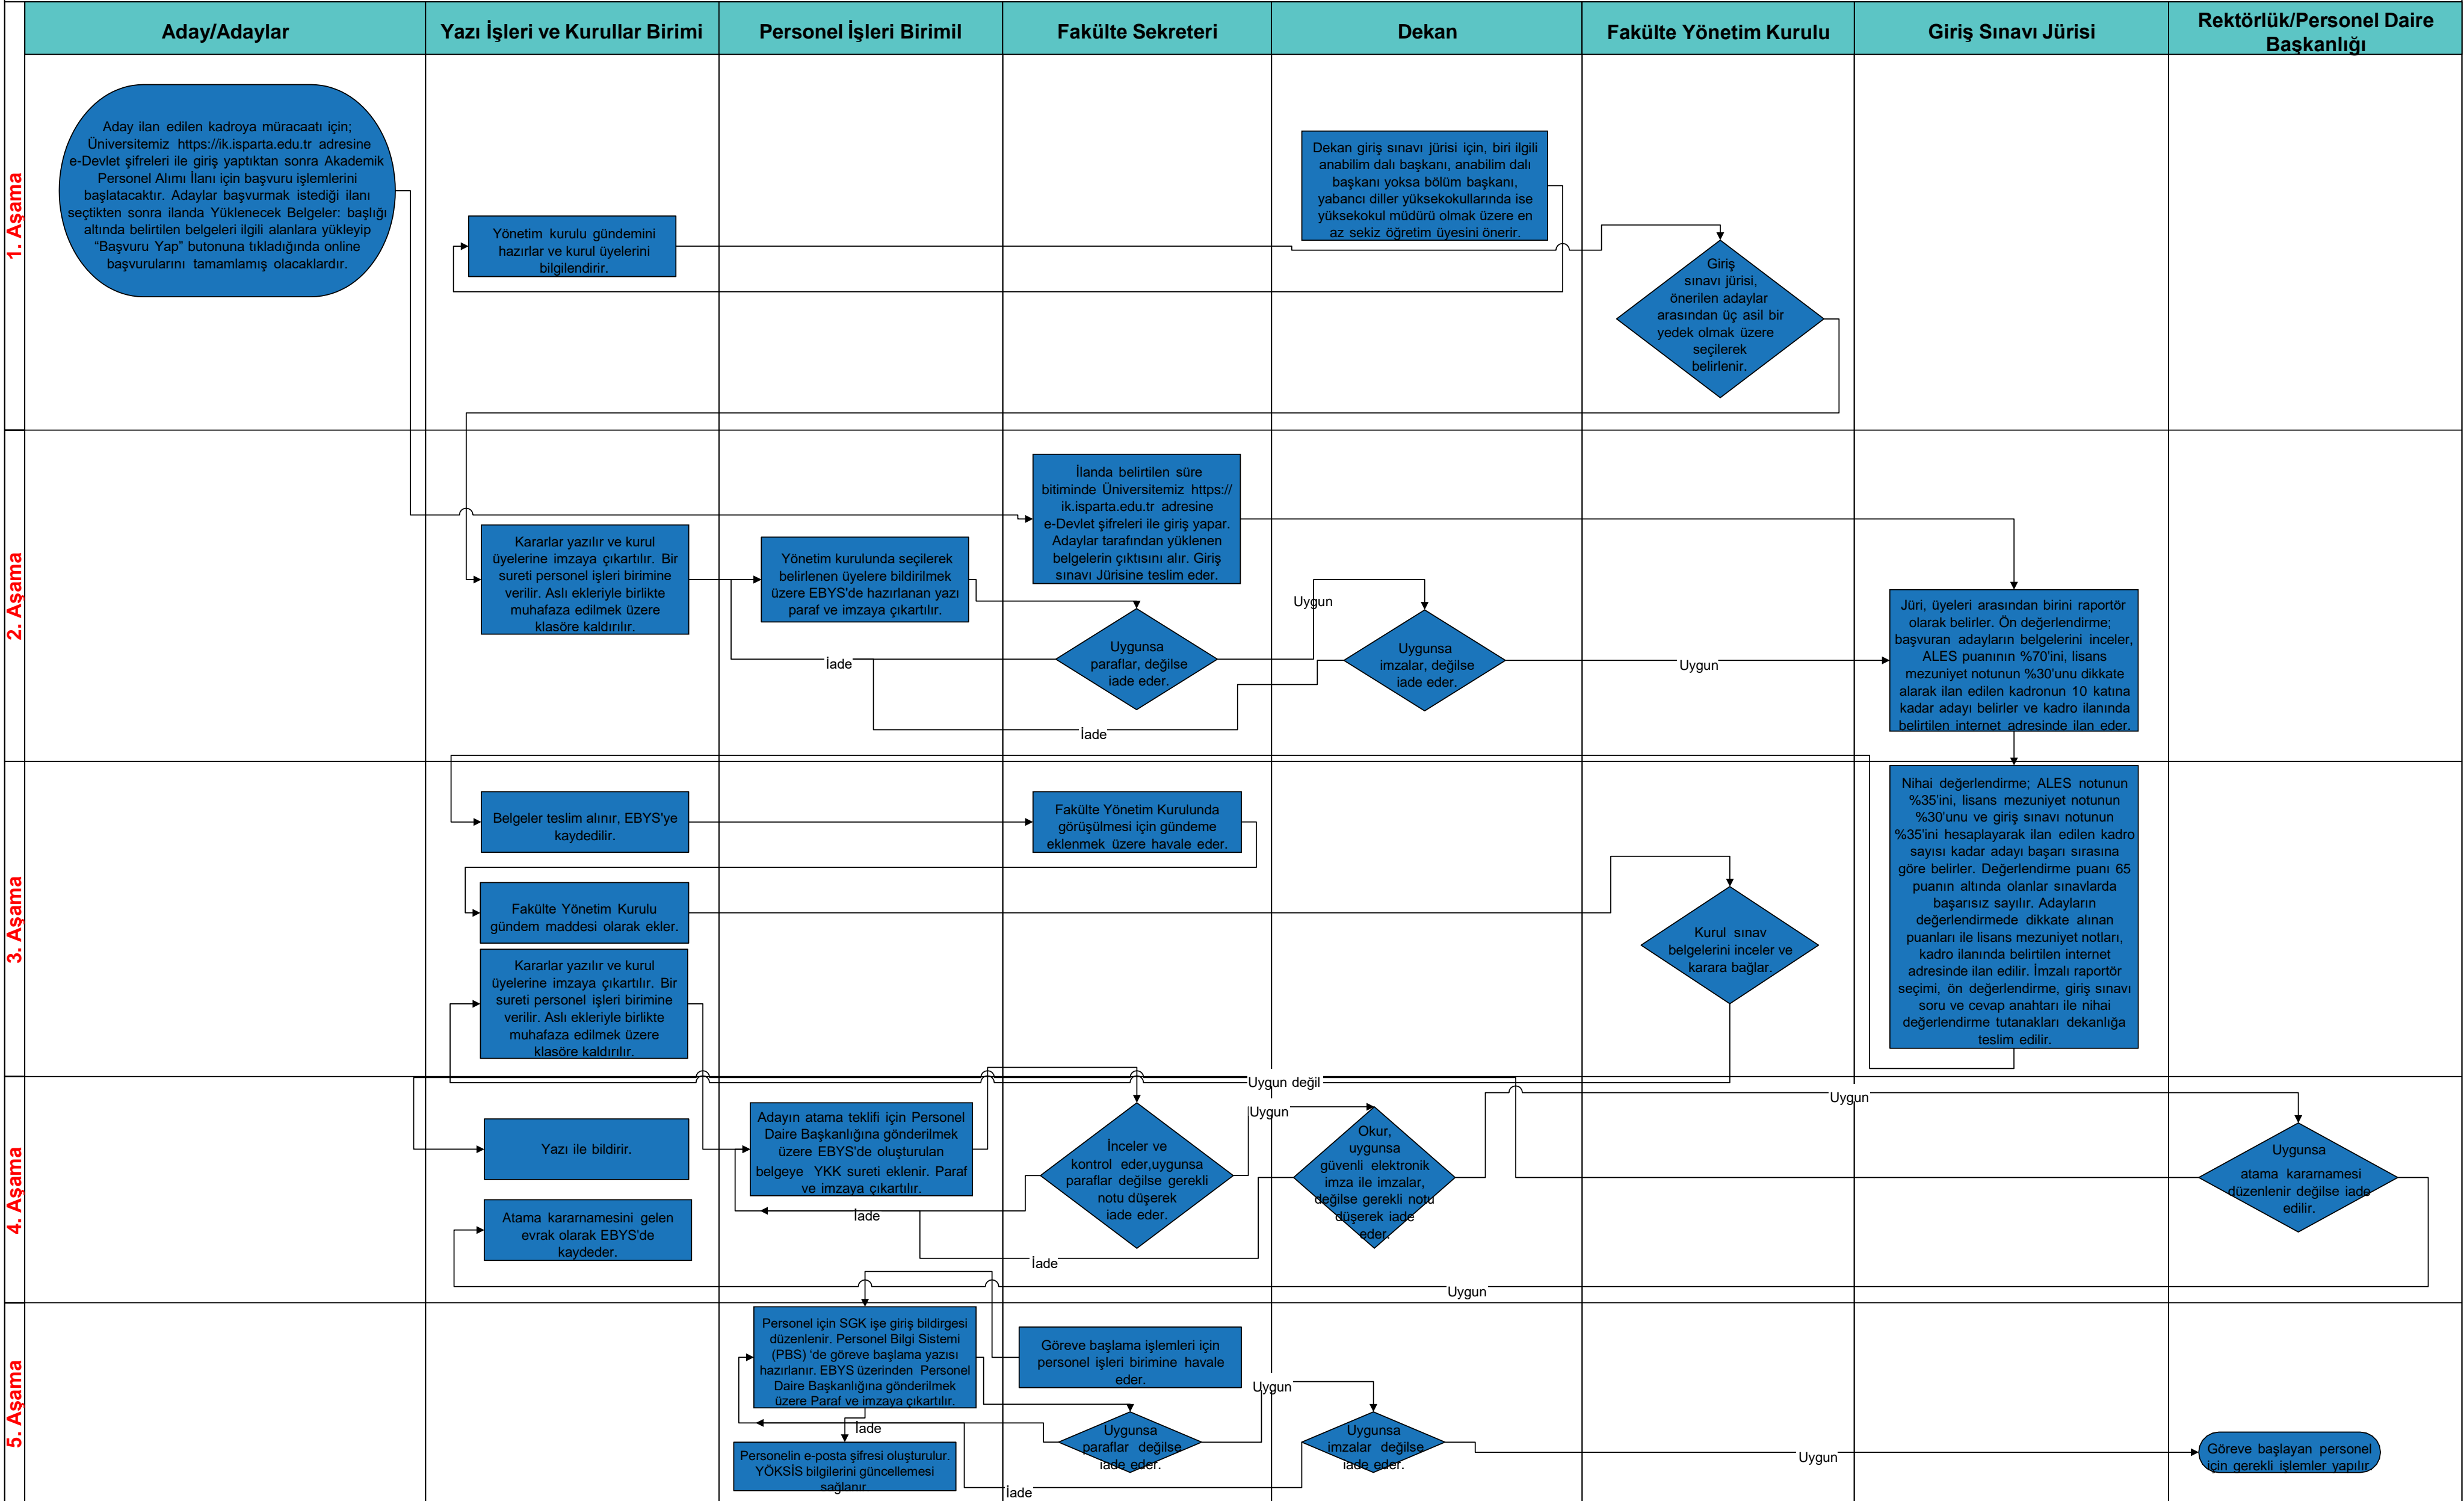 Aday/Adaylar
Yazı İşleri ve Kurullar Birimi
Personel İşleri Birimil
Fakülte Sekreteri
Dekan
Fakülte Yönetim Kurulu
Giriş Sınavı Jürisi
Rektörlük/Personel Daire
Başkanlığı
1. Aşama
Aday ilan edilen kadroya müracaatı için;
Üniversitemiz https://ik.isparta.edu.tr adresine
e-Devlet şifreleri ile giriş yaptıktan sonra Akademik
Personel Alımı İlanı için başvuru işlemlerini
başlatacaktır. Adaylar başvurmak istediği ilanı
seçtikten sonra ilanda Yüklenecek Belgeler: başlığı
altında belirtilen belgeleri ilgili alanlara yükleyip
“Başvuru Yap” butonuna tıkladığında online
başvurularını tamamlamış olacaklardır.
Yönetim kurulu gündemini
hazırlar ve kurul üyelerini
bilgilendirir.
Dekan giriş sınavı jürisi için, biri ilgili
anabilim dalı başkanı, anabilim dalı
başkanı yoksa bölüm başkanı,
yabancı diller yüksekokullarında ise
yüksekokul müdürü olmak üzere en
az sekiz öğretim üyesini önerir.
Giriş
sınavı jürisi,
önerilen adaylar
arasından üç asil bir
yedek olmak üzere
seçilerek
belirlenir.
2. Aşama
Kararlar yazılır ve kurul
üyelerine imzaya çıkartılır. Bir
sureti personel işleri birimine
verilir. Aslı ekleriyle birlikte
muhafaza edilmek üzere
klasöre kaldırılır.
Yönetim kurulunda seçilerek
belirlenen üyelere bildirilmek
üzere EBYS'de hazırlanan yazı
paraf ve imzaya çıkartılır.
İlanda belirtilen süre
bitiminde Üniversitemiz https://
ik.isparta.edu.tr adresine
e-Devlet şifreleri ile giriş yapar.
Adaylar tarafından yüklenen
belgelerin çıktısını alır. Giriş
sınavı Jürisine teslim eder.
Uygunsa
paraflar, değilse
iade eder.
Uygun
İade
İade
Uygunsa
imzalar, değilse
iade eder.
Uygun
Jüri, üyeleri arasından birini raportör
olarak belirler. Ön değerlendirme;
başvuran adayların belgelerini inceler,
ALES puanının %70'ini, lisans
mezuniyet notunun %30'unu dikkate
alarak ilan edilen kadronun 10 katına
kadar adayı belirler ve kadro ilanında
belirtilen internet adresinde ilan eder.
3. Aşama
Belgeler teslim alınır, EBYS'ye
kaydedilir.
Fakülte Yönetim Kurulunda
görüşülmesi için gündeme
eklenmek üzere havale eder.
Fakülte Yönetim Kurulu
gündem maddesi olarak ekler.
Kararlar yazılır ve kurul
üyelerine imzaya çıkartılır. Bir
sureti personel işleri birimine
verilir. Aslı ekleriyle birlikte
muhafaza edilmek üzere
klasöre kaldırılır.
Kurul sınav
belgelerini inceler ve
karara bağlar.
Nihai değerlendirme; ALES notunun
%35'ini, lisans mezuniyet notunun
%30'unu ve giriş sınavı notunun
%35'ini hesaplayarak ilan edilen kadro
sayısı kadar adayı başarı sırasına
göre belirler. Değerlendirme puanı 65
puanın altında olanlar sınavlarda
başarısız sayılır. Adayların
değerlendirmede dikkate alınan
puanları ile lisans mezuniyet notları,
kadro ilanında belirtilen internet
adresinde ilan edilir. İmzalı raportör
seçimi, ön değerlendirme, giriş sınavı
soru ve cevap anahtarı ile nihai
değerlendirme tutanakları dekanlığa
teslim edilir.
4. Aşama
Uygun değil
Yazı ile bildirir.
Atama kararnamesini gelen
evrak olarak EBYS'de
kaydeder.
Adayın atama teklifi için Personel
Daire Başkanlığına gönderilmek
üzere EBYS'de oluşturulan
belgeye YKK sureti eklenir. Paraf
ve imzaya çıkartılır.
İnceler ve
kontrol eder,uygunsa
paraflar değilse gerekli
notu düşerek
iade eder.
Uygun
İade
İade
Okur,
uygunsa
güvenli elektronik
imza ile imzalar,
değilse gerekli notu
düşerek iade
eder.
Uygun
Uygunsa
atama kararnamesi
düzenlenir değilse iade
edilir.
Uygun
5. Aşama
Personel için SGK işe giriş bildirgesi
düzenlenir. Personel Bilgi Sistemi
(PBS) 'de göreve başlama yazısı
hazırlanır. EBYS üzerinden Personel
Daire Başkanlığına gönderilmek
üzere Paraf ve imzaya çıkartılır.
Personelin e-posta şifresi oluşturulur.
YÖKSİS bilgilerini güncellemesi
sağlanır
Göreve başlama işlemleri için
personel işleri birimine havale
eder.
Uygunsa
paraflar değilse
iade eder.
Uygun
İade
İade
Uygunsa
imzalar değilse
iade eder.
Uygun
Göreve başlayan personel
için gerekli işlemler yapılır